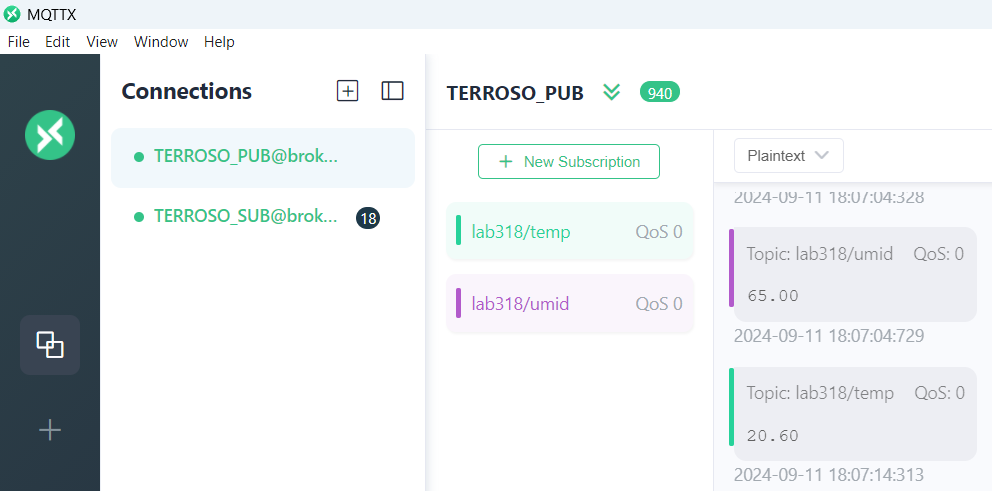 MQTTX
File Edit View Window Help
Connections
TERROSO_PUB@brok...
TERROSO_SUB@brok... 18
TERROSO_PUB 940
+ New Subscription
lab318/temp QoS 0
lab318/umid QoS 0
Plaintext
2024-09-11 18:07:04:328
Topic: lab318/umid QoS: 0
65.00
2024-09-11 18:07:04:729
Topic: lab318/temp QoS: 0
20.60
2024-09-11 18:07:14:313